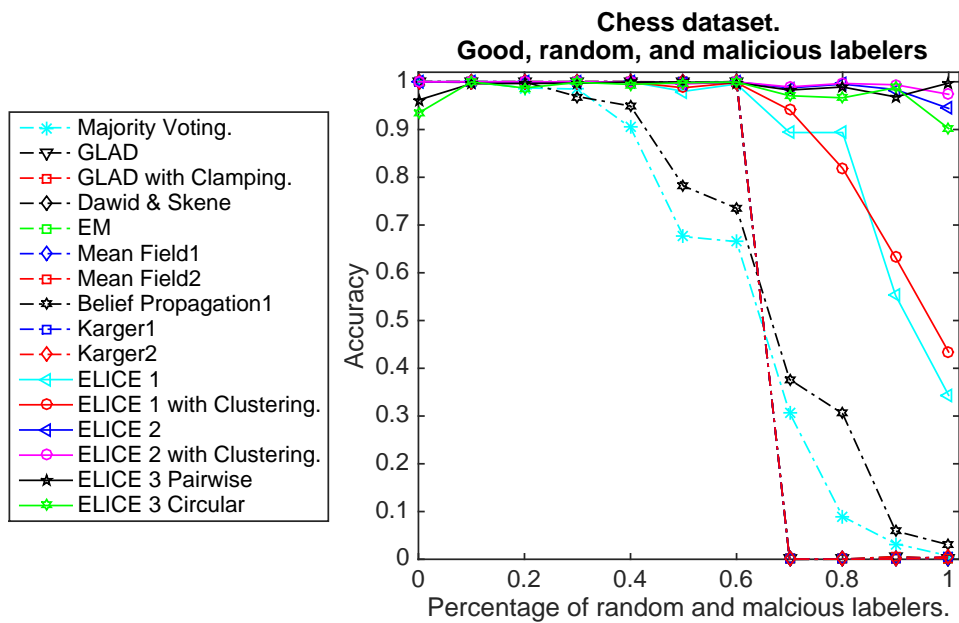 Chess dataset.
Good, random, and malicious labelers
Majority Voting.
GLAD
GLAD with Clamping.
Dawid & Skene
EM
Mean Field1
Mean Field2
Belief Propagation1
Karger1
Karger2
ELICE 1
ELICE 1 with Clustering.
ELICE 2
ELICE 2 with Clustering.
ELICE 3 Pairwise
ELICE 3 Circular
Accuracy
1
0.9
0.8
0.7
0.6
0.5
0.4
0.3
0.2
0.1
0
0 0.2 0.4 0.6 0.8 1
Percentage of random and malcious labelers.